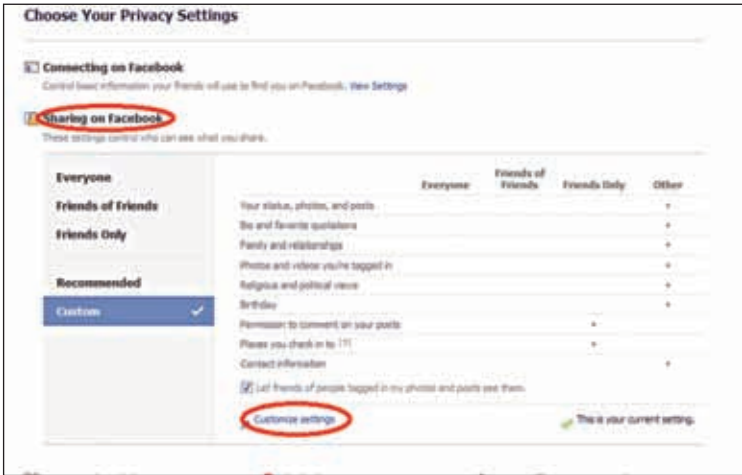 Choose Your Privacy Settings
Connecting on Facebook
Control basic information your friends will use to find you on Facebook. View Settings
Sharing on Facebook
These settings control who can see what you share.
Everyone
Friends of Friends
Friends Only
Recommended
Custom ✓
Everyone Friends of Friends Friends Only Other
Your status, photos, and posts •
Bio and favorite quotations •
Family and relationships •
Photos and videos you're tagged in •
Religious and political views •
Birthday •
Permission to comment on your posts •
Places you check in to [?] •
Contact information •
Let friends of people tagged in my photos and posts see them.
Customize settings
This is your current setting.